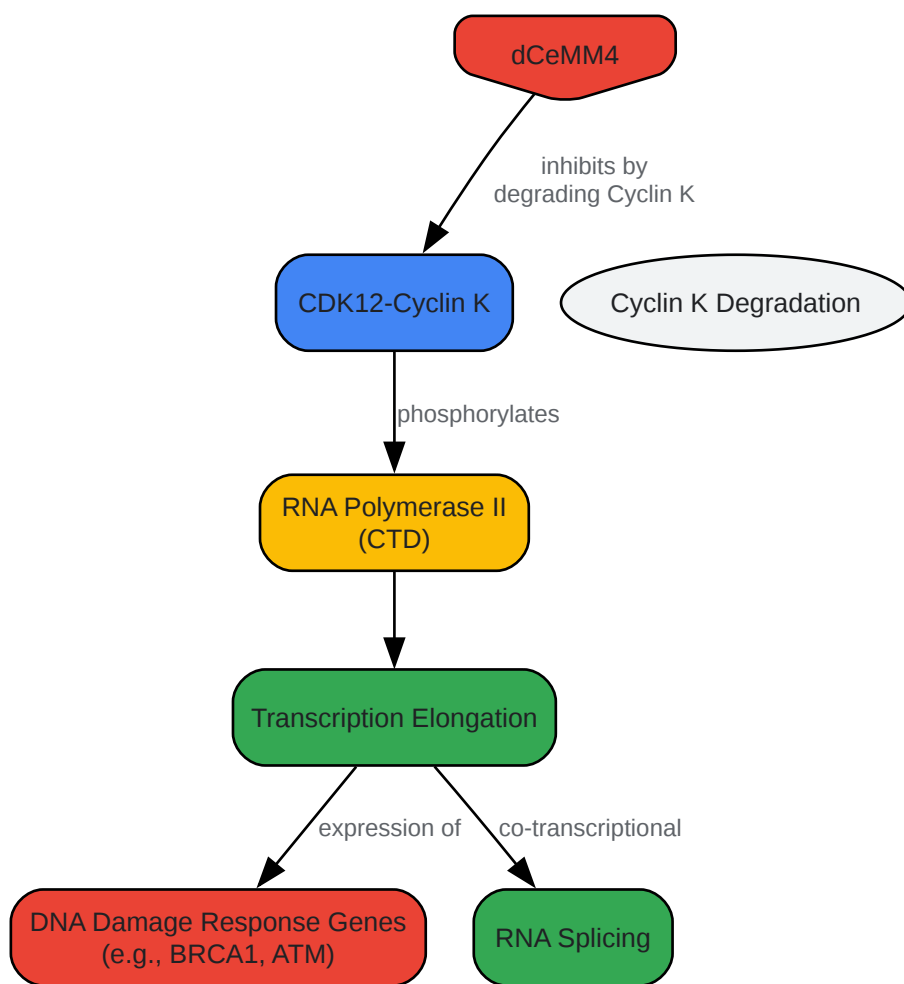 dCeMM4
inhibits by
degrading Cyclin K
CDK12-Cyclin K
Cyclin K Degradation
phosphorylates
RNA Polymerase II
(CTD)
Transcription Elongation
expression of
co-transcriptional
DNA Damage Response Genes
(e.g., BRCA1, ATM)
RNA Splicing